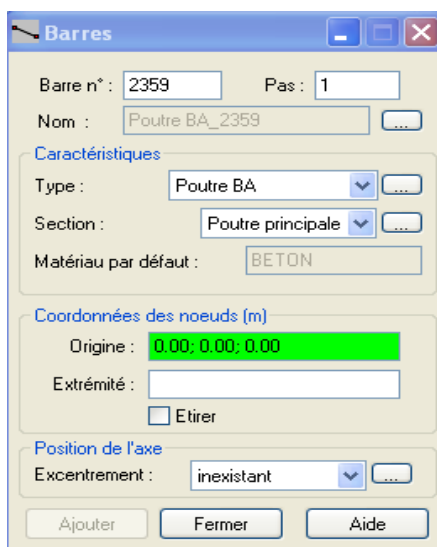 Barres
Barre n° : 2359 Pas : 1
Nom : Poutre BA_2359 ...
Caractéristiques
Type : Poutre BA ...
Section : Poutre principale ...
Matériau par défaut : BETON
Coordonnées des noeuds (m)
Origine : 0.00; 0.00; 0.00
Extrémité :
Etirer
Position de l'axe
Excentrement : inexistant ...
Ajouter Fermer Aide